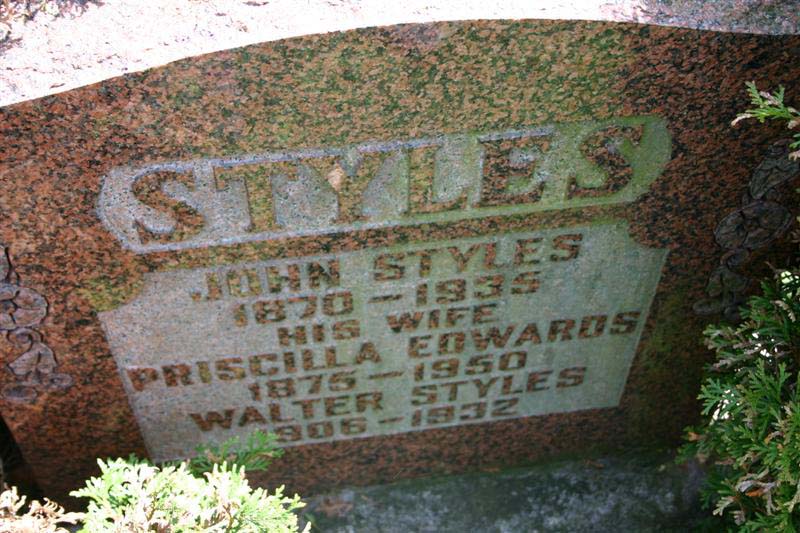 STYLES
JOHN STYLES
1870-1935
HIS WIFE
PRISCILLA EDWARDS
1875-1950
WALTER STYLES
1906-1932